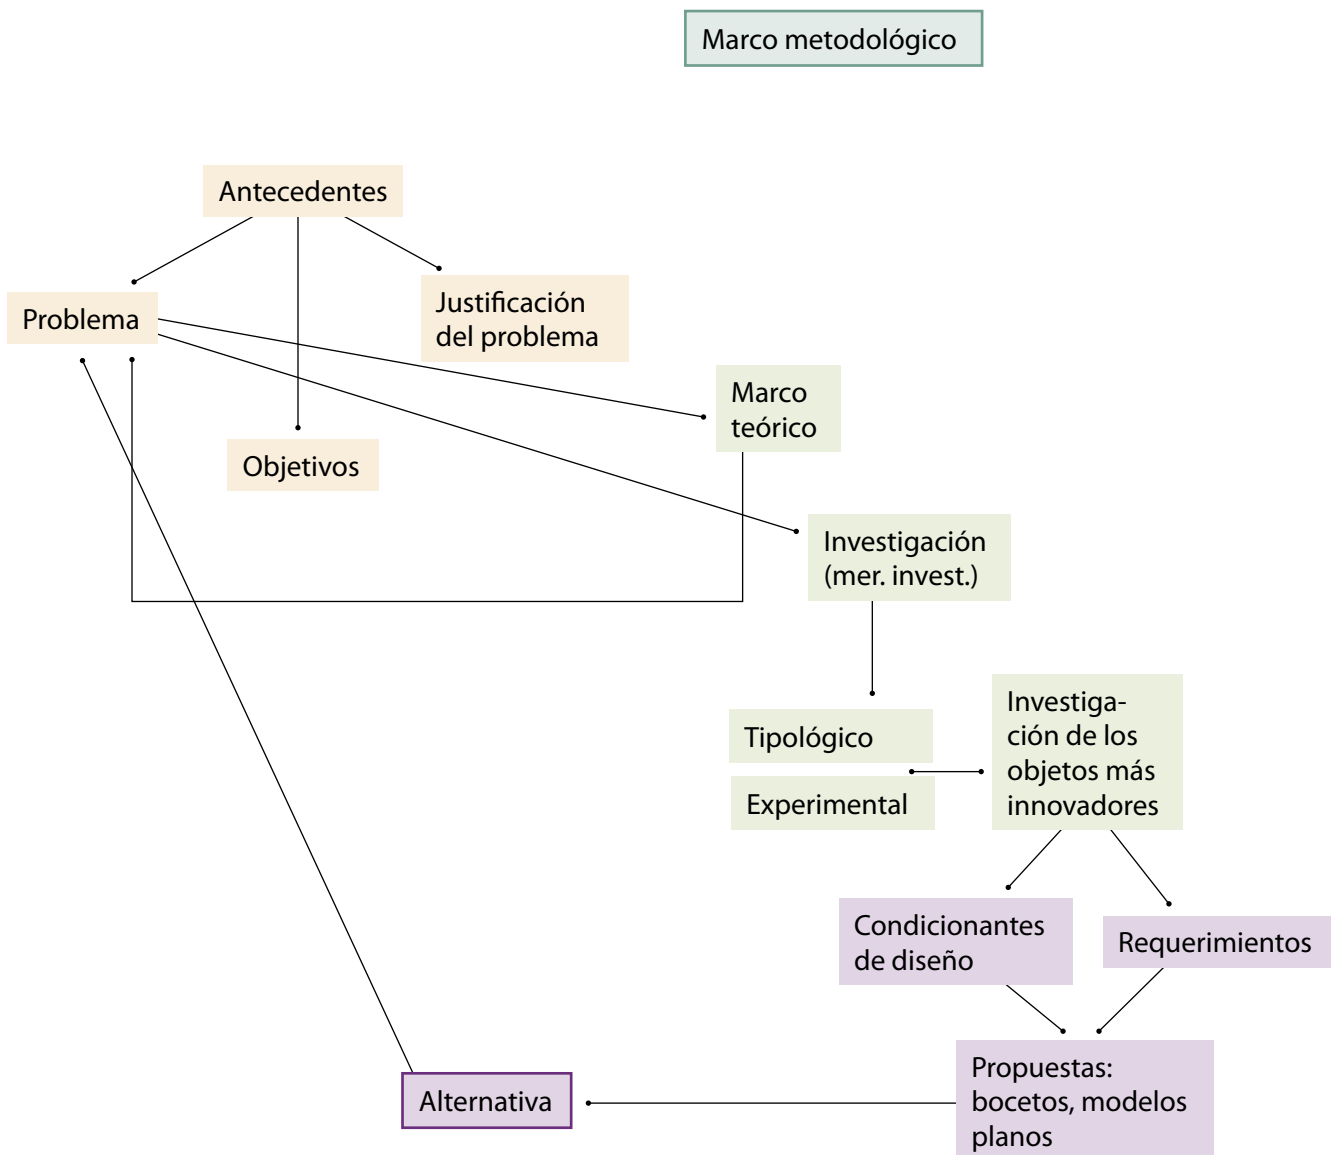 Marco metodológico
Antecedentes
Problema
Justificación
del problema
Marco
teórico
Objetivos
Investigación
(mer. invest.)
Tipológico
Experimental
Investiga-
ción de los
objetos más
innovadores
Condicionantes
de diseño
Requerimientos
Propuestas:
bocetos, modelos
planos
Alternativa